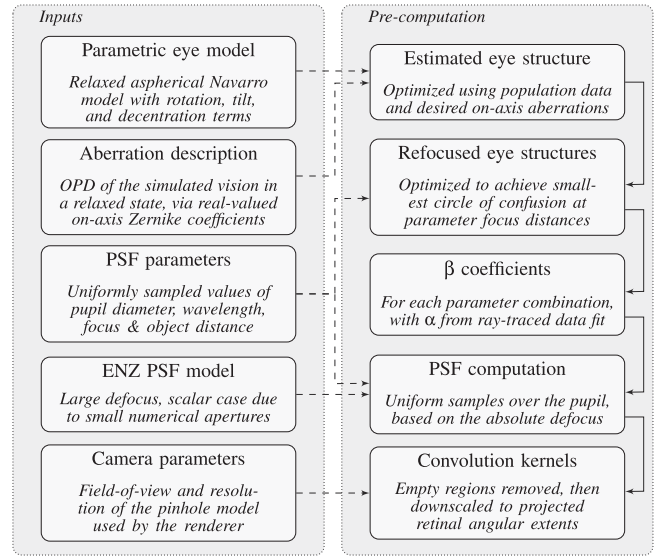 Inputs
Parametric eye model
Relaxed aspherical Navarro
model with rotation, tilt,
and decentration terms
Aberration description
OPD of the simulated vision in
a relaxed state, via real-valued
on-axis Zernike coefficients
PSF parameters
Uniformly sampled values of
pupil diameter, wavelength,
focus & object distance
ENZ PSF model
Large defocus, scalar case due
to small numerical apertures
Camera parameters
Field-of-view and resolu-
tion of the pinhole model
used by the renderer
Pre-computation
Estimated eye structure
Optimized using population data
and desired on-axis aberrations
Refocused eye structures
Optimized to achieve small-
est circle of confusion at
parameter focus distances
β coefficients
For each parameter combination,
with α from ray-traced data fit
PSF computation
Uniform samples over the pupil,
based on the absolute defocus
Convolution kernels
Empty regions removed, then
downscaled to projected
retinal angular extents